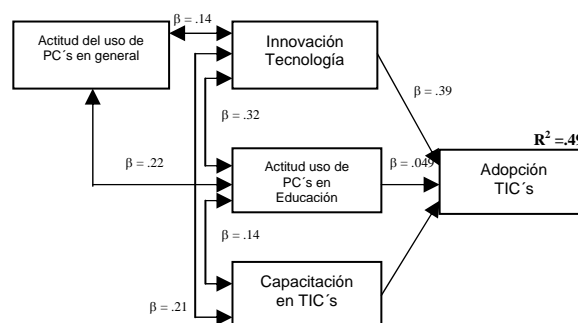 Actitud del uso de
PC´s en general
β = .14
Innovación
Tecnología
β = .39
β = .32
R² =.49
β = .22
Actitud uso de
PC´s en
Educación
β = .049
Adopción
TIC´s
β = .14
Capacitación
en TIC´s
β = .21